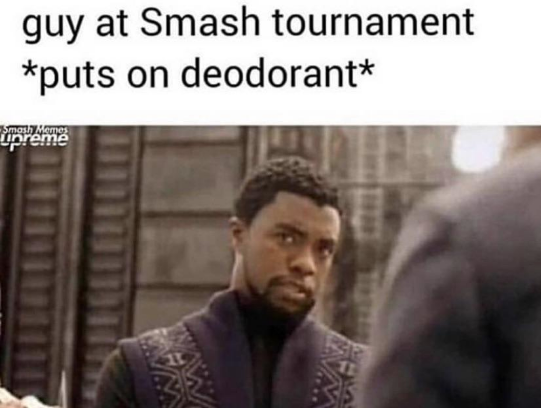 guy at Smash tournament
*puts on deodorant*
Smash Memes
upreme